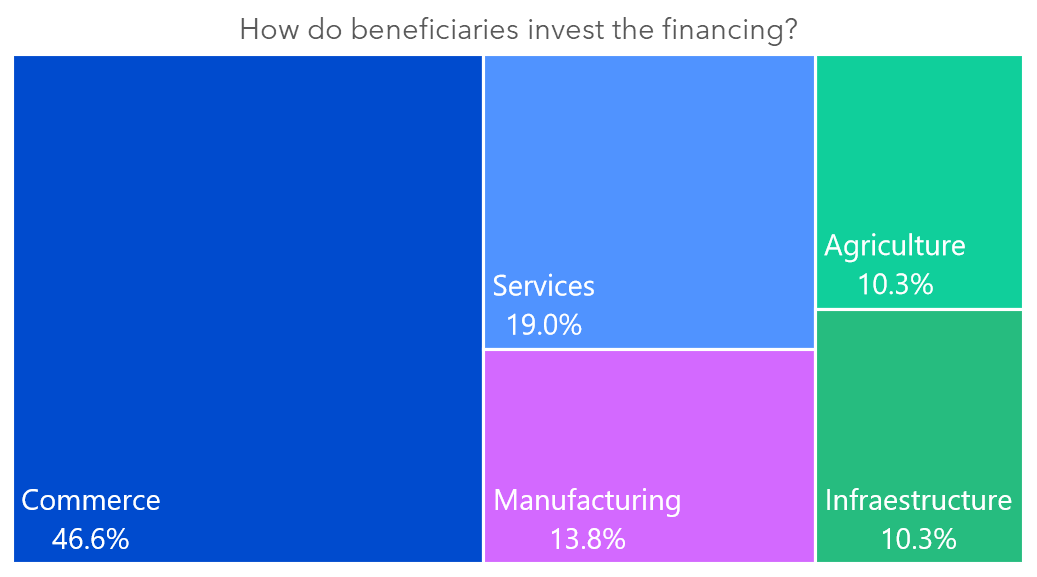 How do beneficiaries invest the financing?
Commerce
46.6%
Services
19.0%
Manufacturing
13.8%
Agriculture
10.3%
Infraestructure
10.3%